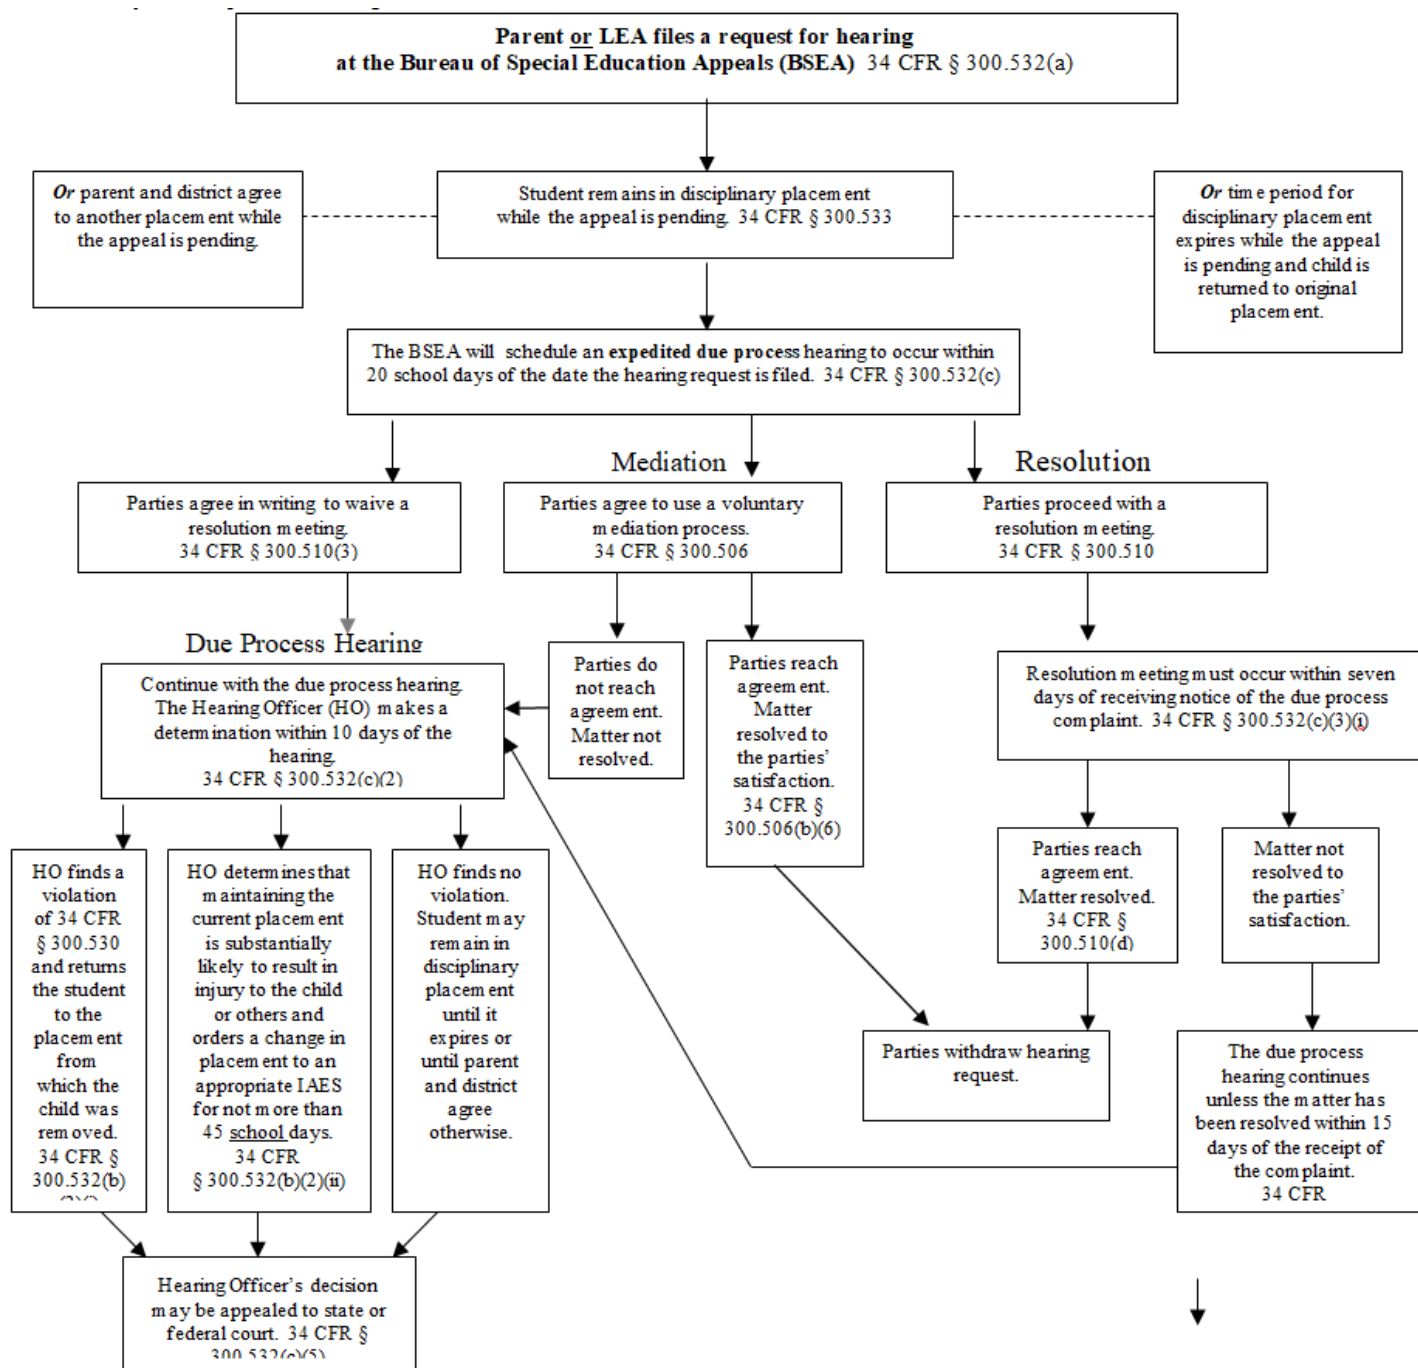 Parent or LEA files a request for hearing
at the Bureau of Special Education Appeals (BSEA) 34 CFR § 300.532(a)
Or parent and district agree
to another placement while
the appeal is pending.
Student remains in disciplinary placement
while the appeal is pending. 34 CFR § 300.533
Or time period for
disciplinary placement
expires while the appeal
is pending and child is
returned to original
placement.
The BSEA will schedule an expedited due process hearing to occur within
20 school days of the date the hearing request is filed. 34 CFR § 300.532(c)
Mediation
Resolution
Parties agree in writing to waive a
resolution meeting.
34 CFR § 300.510(3)
Parties agree to use a voluntary
mediation process.
34 CFR § 300.506
Parties proceed with a
resolution meeting.
34 CFR § 300.510
Due Process Hearing
Continue with the due process hearing.
The Hearing Officer (HO) makes a
determination within 10 days of the
hearing.
34 CFR § 300.532(c)(2)
Parties do
not reach
agreement.
Matter not
resolved.
Parties reach
agreement.
Matter
resolved to
the parties’
satisfaction.
34 CFR §
300.506(b)(6)
Resolution meeting must occur within seven
days of receiving notice of the due process
complaint. 34 CFR § 300.532(c)(3)(i)
HO finds a
violation
of 34 CFR
§ 300.530
and returns
the student
to the
placement
from
which the
child was
removed.
34 CFR §
300.532(b)
HO determines that
maintaining the
current placement
is substantially
likely to result in
injury to the child
or others and
orders a change in
placement to an
appropriate IAES
for not more than
45 school days.
34 CFR
§ 300.532(b)(2)(ii)
HO finds no
violation.
Student may
remain in
disciplinary
placement
until it
expires or
until parent
and district
agree
otherwise.
Parties reach
agreement.
Matter resolved.
34 CFR §
300.510(d)
Matter not
resolved to
the parties’
satisfaction.
Parties withdraw hearing
request.
The due process
hearing continues
unless the matter has
been resolved within 15
days of the receipt of
the complaint.
34 CFR
Hearing Officer’s decision
may be appealed to state or
federal court. 34 CFR §
300.532(c)(5)